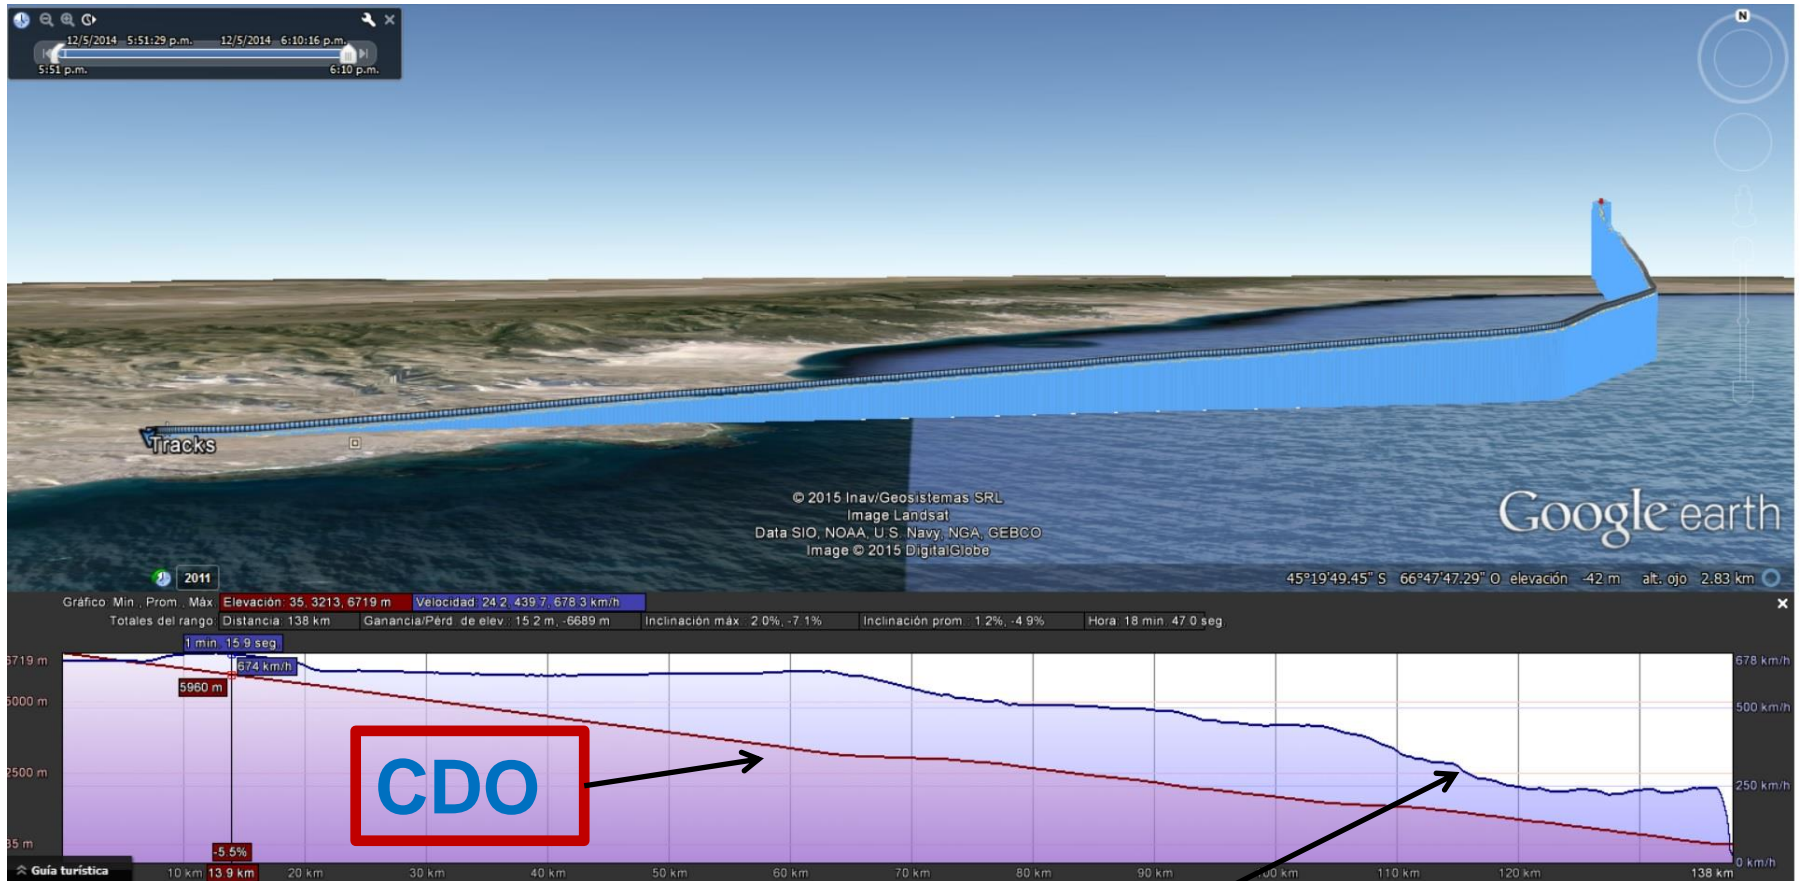 12/5/2014 5:51:29 p.m. 12/5/2014 6:10:16 p.m.
5:51 p.m. 6:10 p.m.
N
Tracks
© 2015 Inav/Geosistemas SRL
Image Landsat
Data SIO, NOAA, U.S. Navy, NGA, GEBCO
Image © 2015 DigitalGlobe
Google earth
2011
45°19'49.45" S 66°47'47.29" O elevación -42 m alt. ojo 2.83 km
Gráfico: Mín., Prom., Máx. Elevación: 35, 3213, 6719 m Velocidad: 24.2, 439.7, 678.3 km/h
Totales del rango: Distancia: 138 km Ganancia/Pérd. de elev.: 15.2 m, -6689 m Inclinación máx.: 2.0%, -7.1% Inclinación prom.: 1.2%, -4.9% Hora: 18 min. 47.0 seg.
1 min. 15.9 seg.
6719 m 674 km/h 678 km/h
5960 m
5000 m 500 km/h
CDO
2500 m 250 km/h
35 m -5.5% 0 km/h
Guía turística 10 km 13.9 km 20 km 30 km 40 km 50 km 60 km 70 km 80 km 90 km 100 km 110 km 120 km 138 km